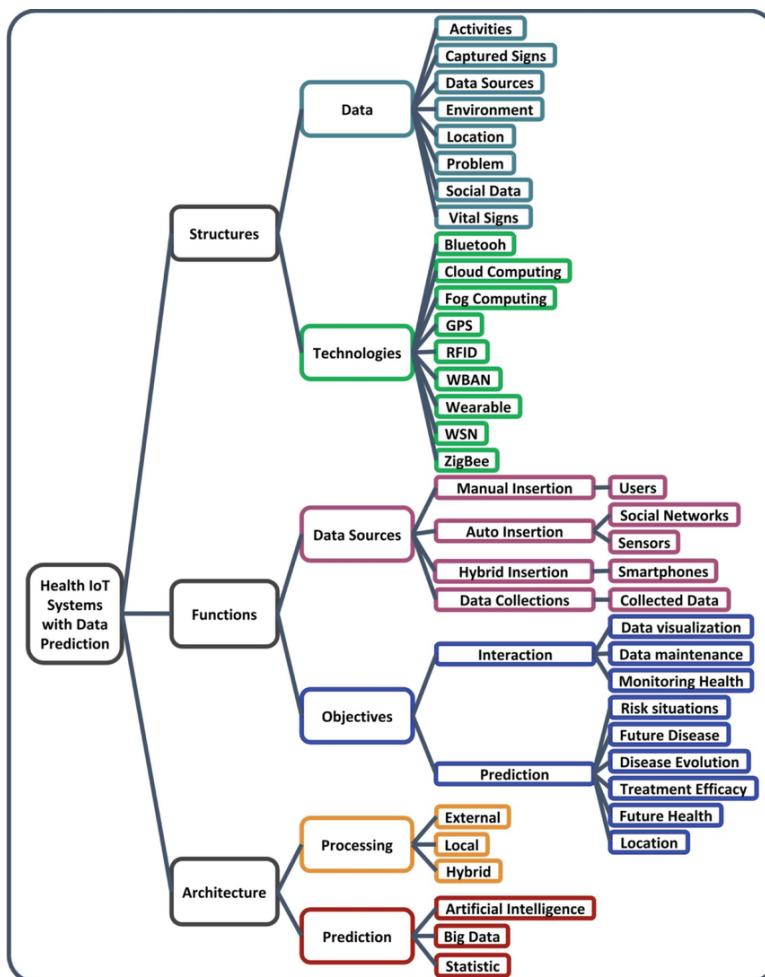 Activities
Captured Signs
Data Sources
Data
Environment
Location
Problem
Social Data
Vital Signs
Structures
Bluetooh
Cloud Computing
Fog Computing
GPS
Technologies
RFID
WBAN
Wearable
WSN
ZigBee
Manual Insertion
Users
Data Sources
Auto Insertion
Social Networks
Sensors
Hybrid Insertion
Smartphones
Data Collections
Collected Data
Health IoT
Systems
with Data
Prediction
Functions
Interaction
Data visualization
Data maintenance
Monitoring Health
Objectives
Prediction
Risk situations
Future Disease
Disease Evolution
Treatment Efficacy
Future Health
Location
Architecture
Processing
External
Local
Hybrid
Prediction
Artificial Intelligence
Big Data
Statistic